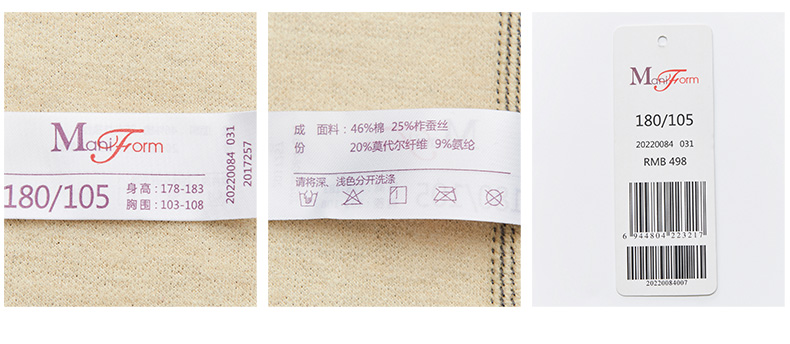 ManiForm
180/105
身高：178-183
胸围：103-108
20220084 031
2017257
成 面料：46%棉 25%柞蚕丝
份 20%莫代尔纤维 9%氨纶
请将深、浅色分开洗涤
ManiForm
180/105
20220084 031
RMB 498
6 944804 223217
20220084007